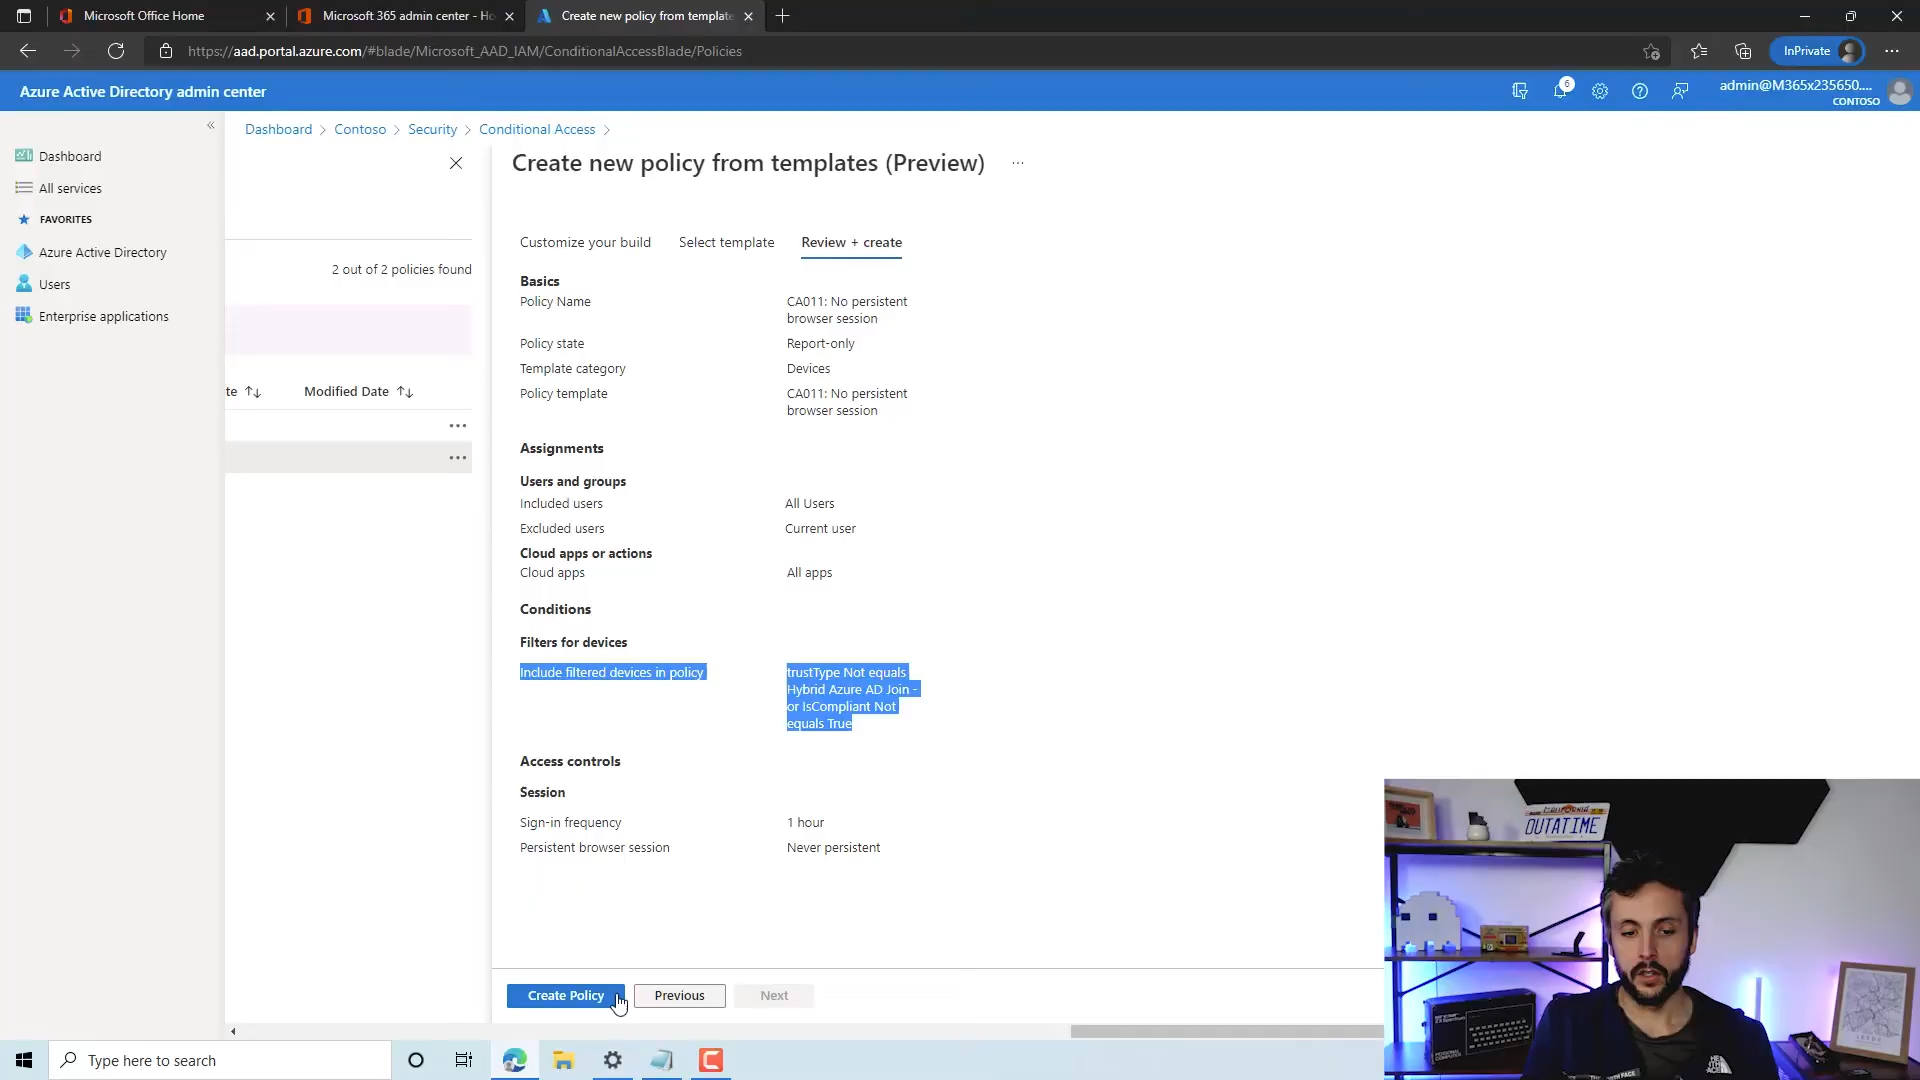 Microsoft Office Home
Microsoft 365 admin center - Ho
Create new policy from template
https://aad.portal.azure.com/#blade/Microsoft_AAD_IAM/ConditionalAccessBlade/Policies
InPrivate
Azure Active Directory admin center
6
admin@M365x235650....
CONTOSO
Dashboard
All services
FAVORITES
Azure Active Directory
Users
Enterprise applications
Dashboard > Contoso > Security > Conditional Access >
2 out of 2 policies found
te
Modified Date
Create new policy from templates (Preview)
Customize your build
Select template
Review + create
Basics
Policy Name
CA011: No persistent
browser session
Policy state
Report-only
Template category
Devices
Policy template
CA011: No persistent
browser session
Assignments
Users and groups
Included users
All Users
Excluded users
Current user
Cloud apps or actions
Cloud apps
All apps
Conditions
Filters for devices
Include filtered devices in policy
trustType Not equals
Hybrid Azure AD Join -
or IsCompliant Not
equals True
Access controls
Session
Sign-in frequency
1 hour
Persistent browser session
Never persistent
Create Policy
Previous
Next
Type here to search
California
OUTATIME
LEEDS